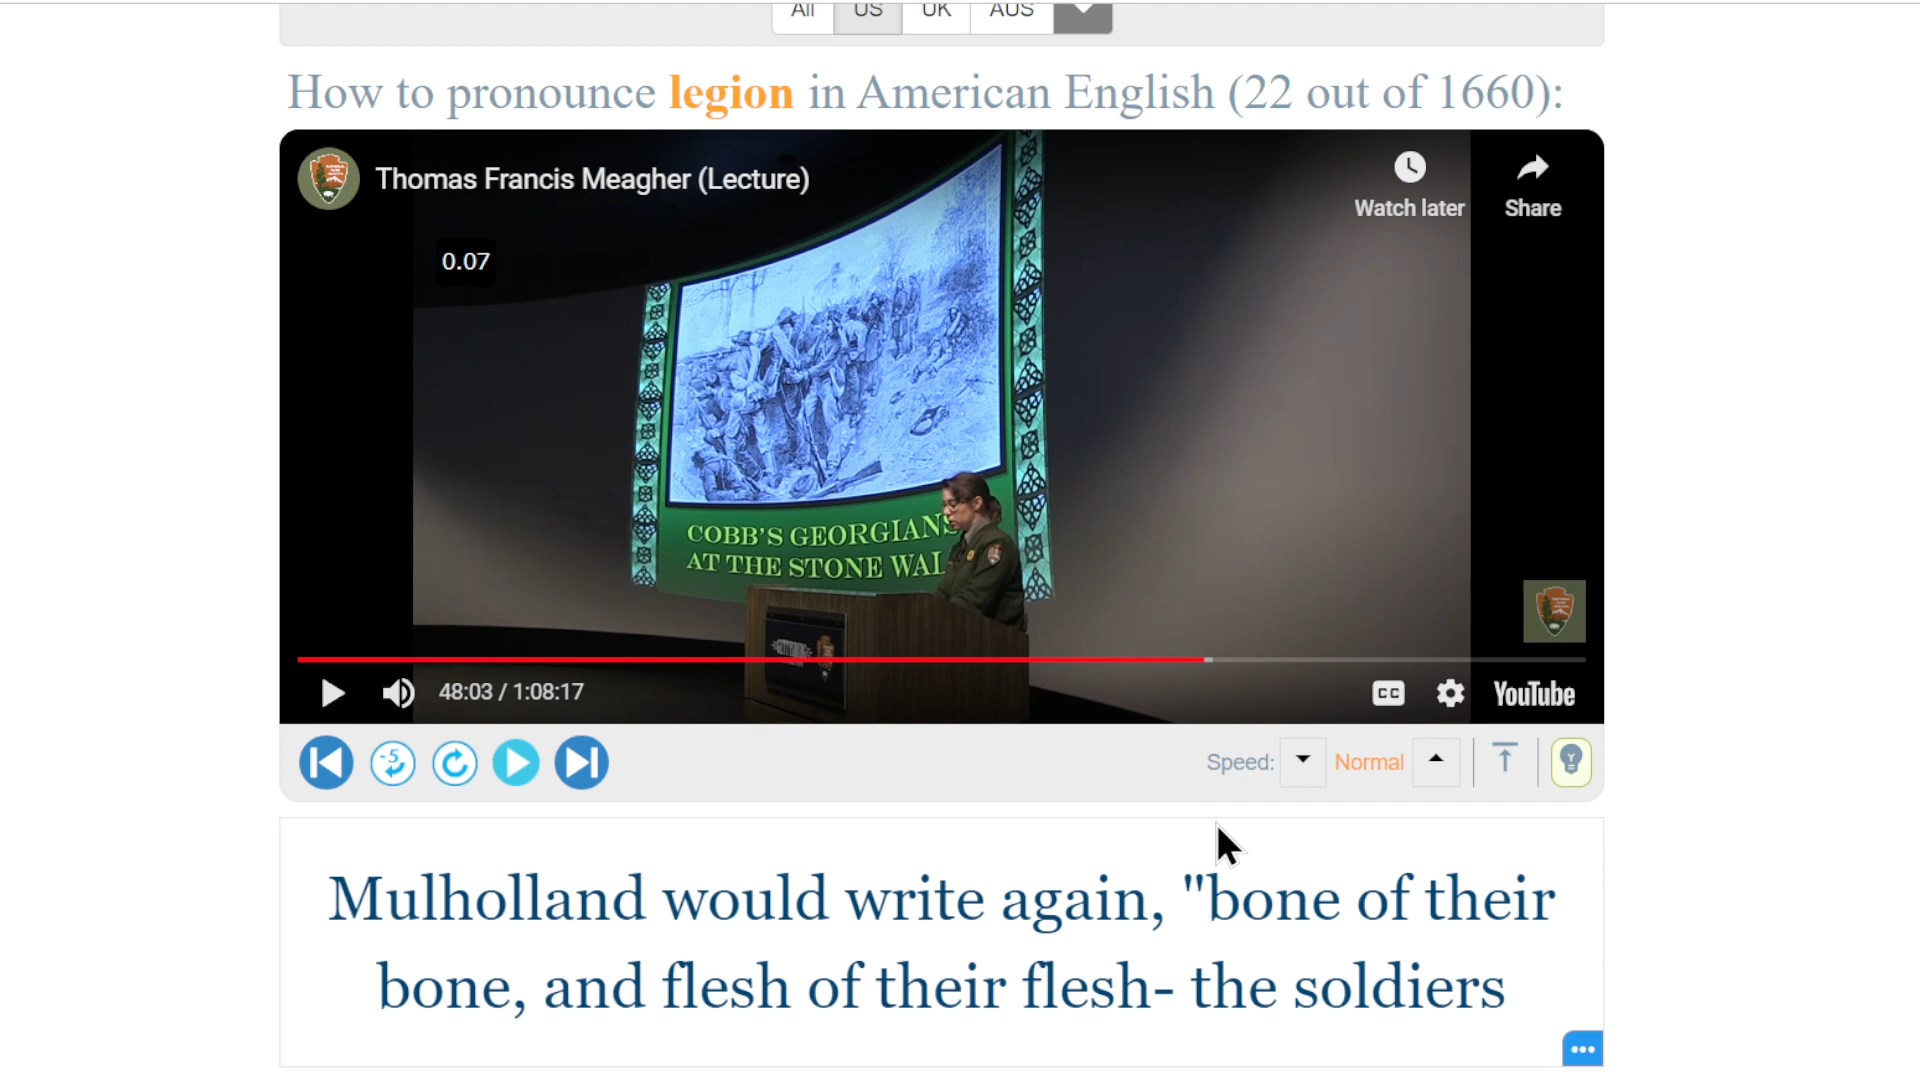 All US UK AUS
How to pronounce legion in American English (22 out of 1660):
Thomas Francis Meagher (Lecture)
Watch later
Share
0.07
COBB'S GEORGIANS
AT THE STONE WAL
48:03 / 1:08:17
CC
YouTube
-5
Speed: Normal
Mulholland would write again, "bone of their
bone, and flesh of their flesh- the soldiers